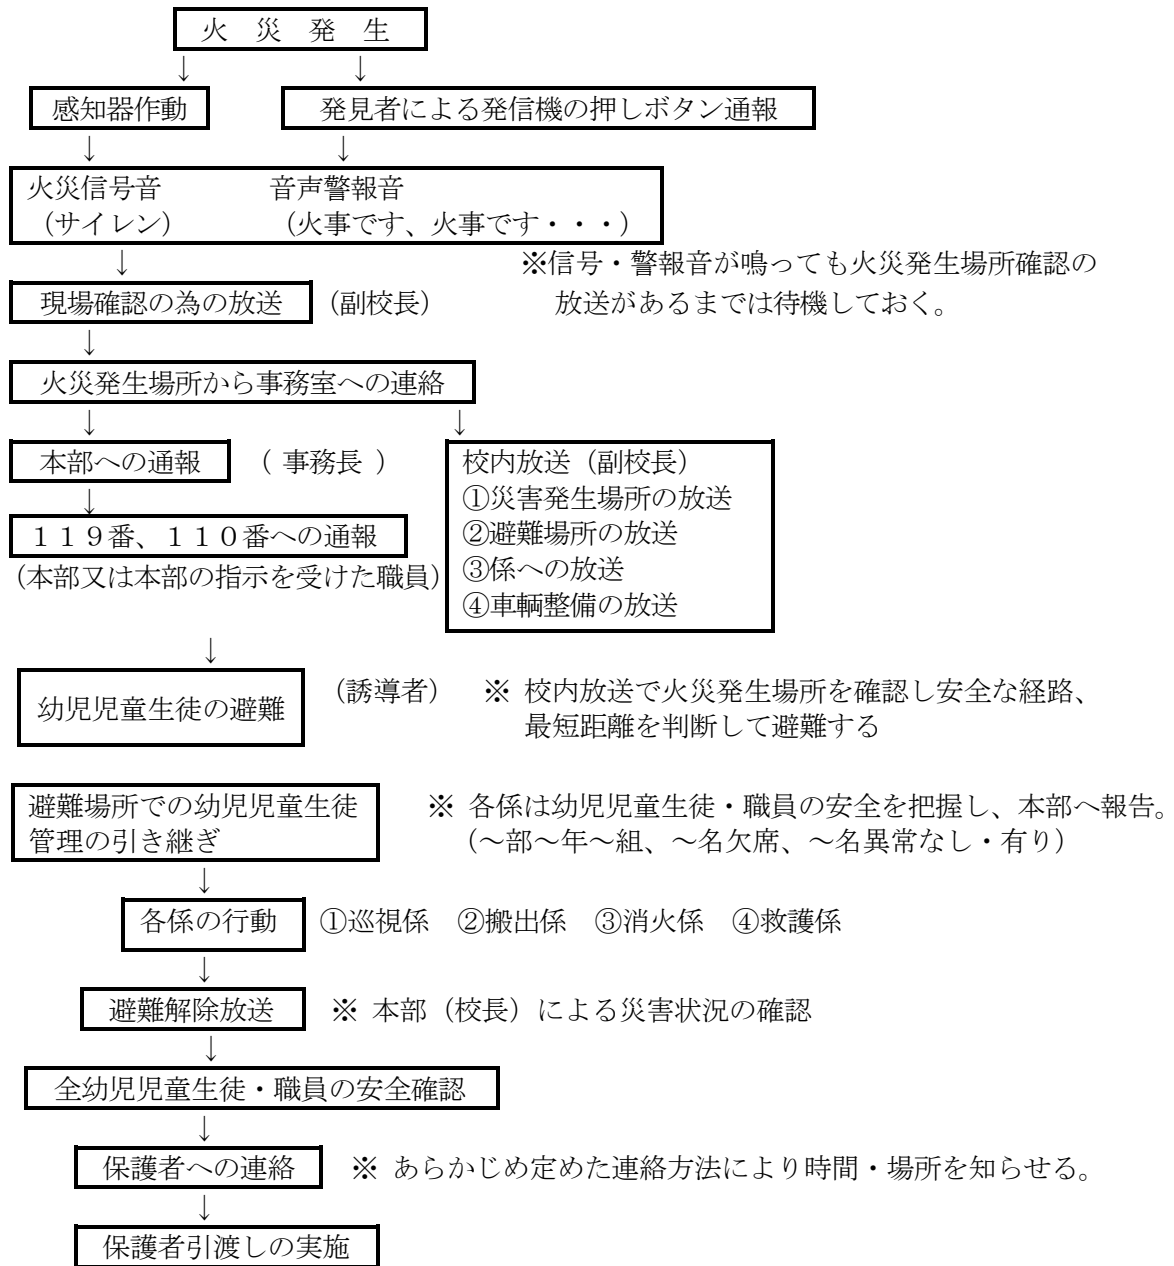 火 災 発 生
↓ ↓
感知器作動 発見者による発信機の押しボタン通報
↓ ↓
火災信号音 音声警報音
（サイレン） （火事です、火事です・・・）
↓
※信号・警報音が鳴っても火災発生場所確認の
放送があるまでは待機しておく。
現場確認の為の放送 （副校長）
↓
火災発生場所から事務室への連絡
↓ ↓
本部への通報 （ 事務長 ）
↓
１１９番、１１０番への通報
（本部又は本部の指示を受けた職員）
校内放送（副校長）
①災害発生場所の放送
②避難場所の放送
③係への放送
④車輌整備の放送
↓
幼児児童生徒の避難 （誘導者） ※ 校内放送で火災発生場所を確認し安全な経路、
最短距離を判断して避難する
避難場所での幼児児童生徒
管理の引き継ぎ
※ 各係は幼児児童生徒・職員の安全を把握し、本部へ報告。
（～部～年～組、～名欠席、～名異常なし・有り）
↓
各係の行動 ①巡視係 ②搬出係 ③消火係 ④救護係
↓
避難解除放送 ※ 本部（校長）による災害状況の確認
↓
全幼児児童生徒・職員の安全確認
↓
保護者への連絡 ※ あらかじめ定めた連絡方法により時間・場所を知らせる。
↓
保護者引渡しの実施